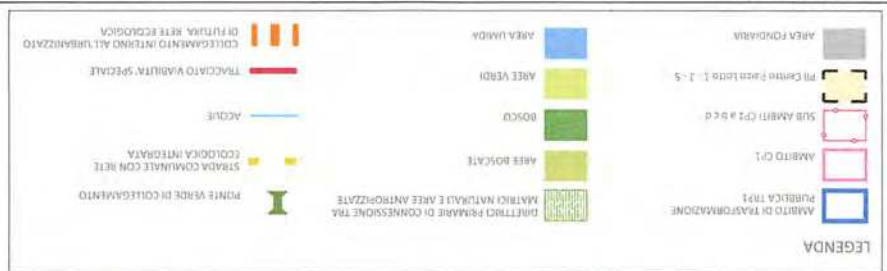 LEGENDA
AMBITO DI TRASFORMAZIONE
PUBBLICA TRP1
AMBITO CP1
SUB AMBITI CP1 a b c d
AREA FONDIARIA
DIRETTRICI PRIMARIE DI CONNESSIONE TRA
MATRICI NATURALI E AREE ANTROPIZZATE
AREE BOSCATE
BOSCO
AREE VERDI
AREA UMIDA
PONTE VERDE DI COLLEGAMENTO
STRADA COMUNALE CON RETE
ECOLOGICA INTEGRATA
ACQUE
TRACCIATO VIABILITA' SPECIALE
COLLEGAMENTO INTERNO ALL'URBANIZZATO
DI FUTURA RETE ECOLOGICA